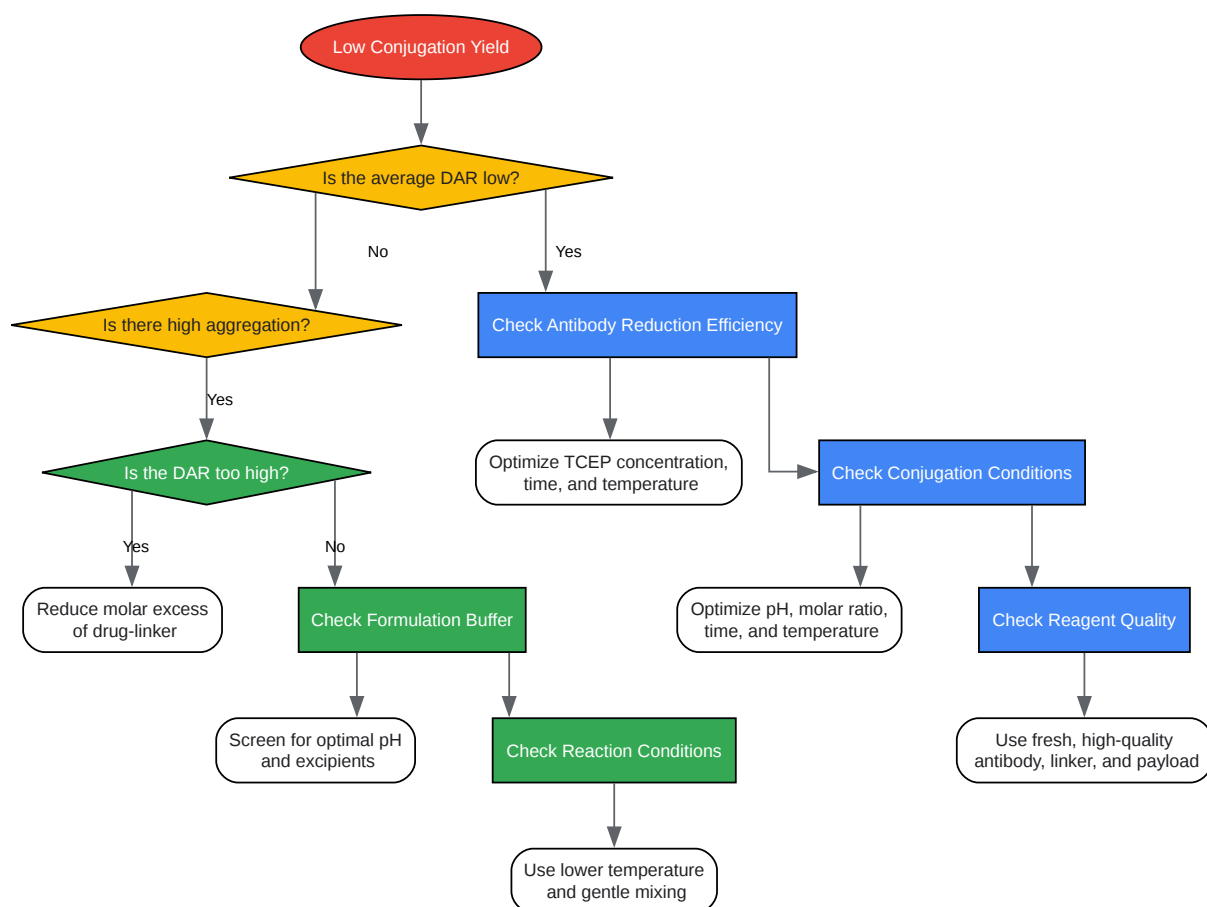 Low Conjugation Yield
Is the average DAR low?
No
Yes
Is there high aggregation?
Check Antibody Reduction Efficiency
Yes
Is the DAR too high?
Optimize TCEP concentration,
time, and temperature
Check Conjugation Conditions
Yes
No
Reduce molar excess
of drug-linker
Check Formulation Buffer
Optimize pH, molar ratio,
time, and temperature
Check Reagent Quality
Screen for optimal pH
and excipients
Check Reaction Conditions
Use fresh, high-quality
antibody, linker, and payload
Use lower temperature
and gentle mixing